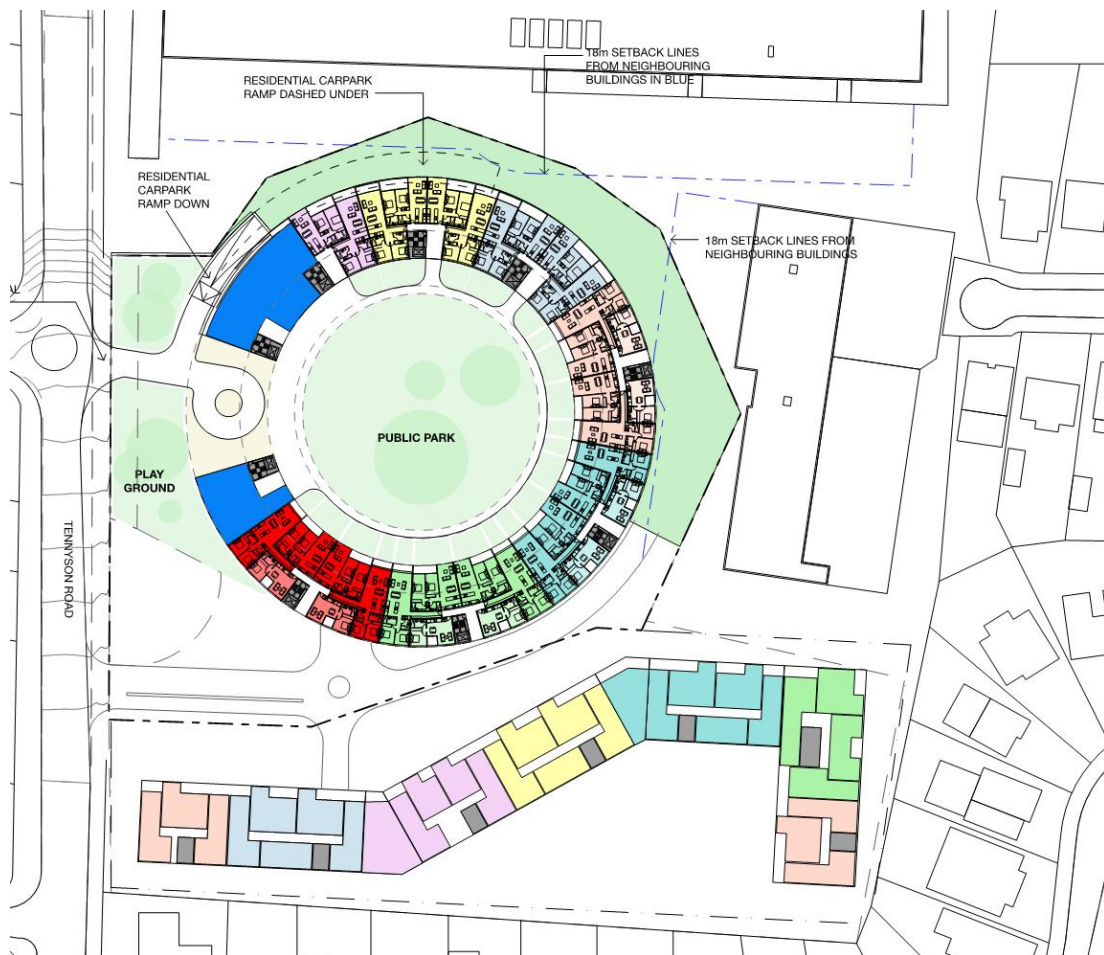 18m SETBACK LINES
FROM NEIGHBOURING
BUILDINGS IN BLUE
RESIDENTIAL CARPARK
RAMP DASHED UNDER
RESIDENTIAL
CARPARK
RAMP DOWN
18m SETBACK LINES FROM
NEIGHBOURING BUILDINGS
PUBLIC PARK
PLAY
GROUND
TENNYSON ROAD